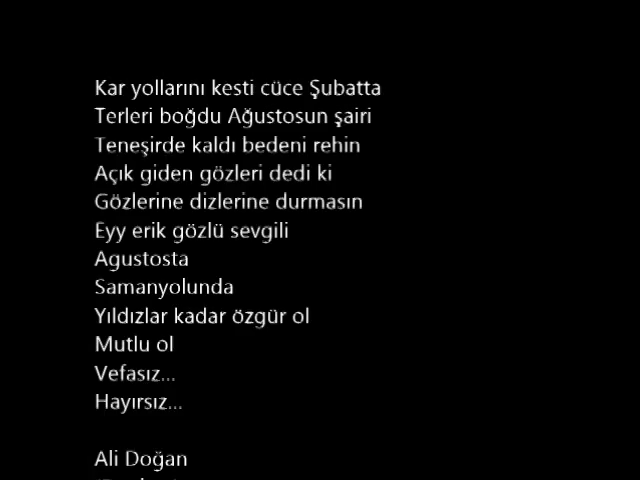 Kar yollarını kesti cüce Şubatta
Terleri boğdu Ağustosun şairi
Teneşirde kaldı bedeni rehin
Açık giden gözleri dedi ki
Gözlerine dizlerine durmasın
Eyy erik gözlü sevgili
Agustosta
Samanyolunda
Yıldızlar kadar özgür ol
Mutlu ol
Vefasız...
Hayırsız...
Ali Doğan